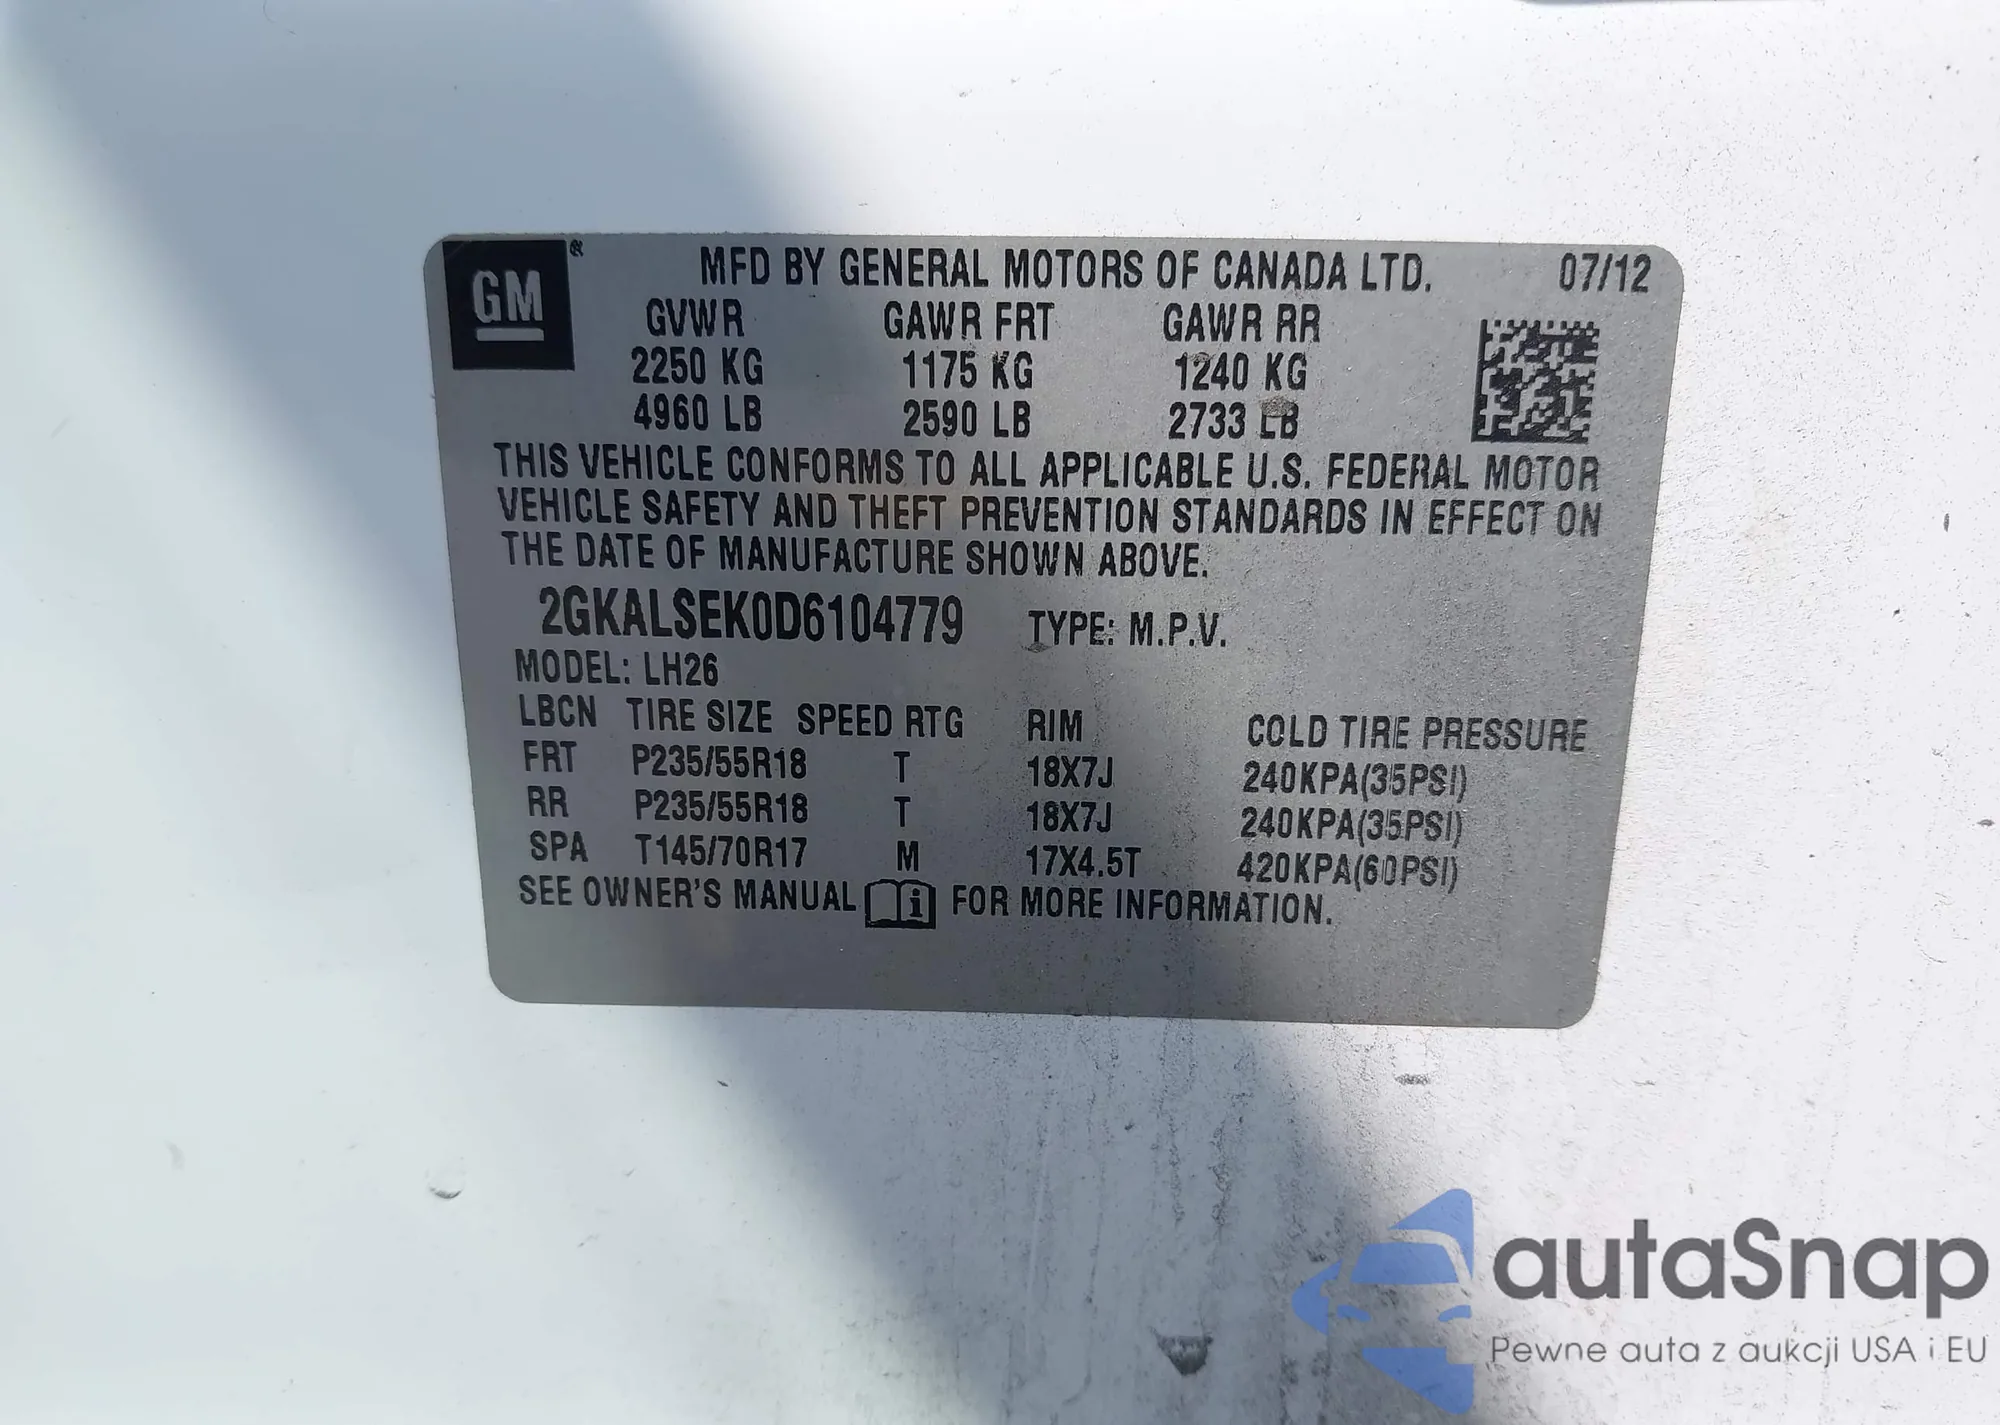 GM ®
MFD BY GENERAL MOTORS OF CANADA LTD. 07/12
GVWR GAWR FRT GAWR RR
2250 KG 1175 KG 1240 KG
4960 LB 2590 LB 2733 LB
THIS VEHICLE CONFORMS TO ALL APPLICABLE U.S. FEDERAL MOTOR
VEHICLE SAFETY AND THEFT PREVENTION STANDARDS IN EFFECT ON
THE DATE OF MANUFACTURE SHOWN ABOVE.
2GKALSEK0D6104779 TYPE: M.P.V.
MODEL: LH26
LBCN TIRE SIZE SPEED RTG RIM COLD TIRE PRESSURE
FRT P235/55R18 T 18X7J 240KPA(35PSI)
RR P235/55R18 T 18X7J 240KPA(35PSI)
SPA T145/70R17 M 17X4.5T 420KPA(60PSI)
SEE OWNER'S MANUAL i FOR MORE INFORMATION.
autaSnap
Pewne auta z aukcji USA i EU